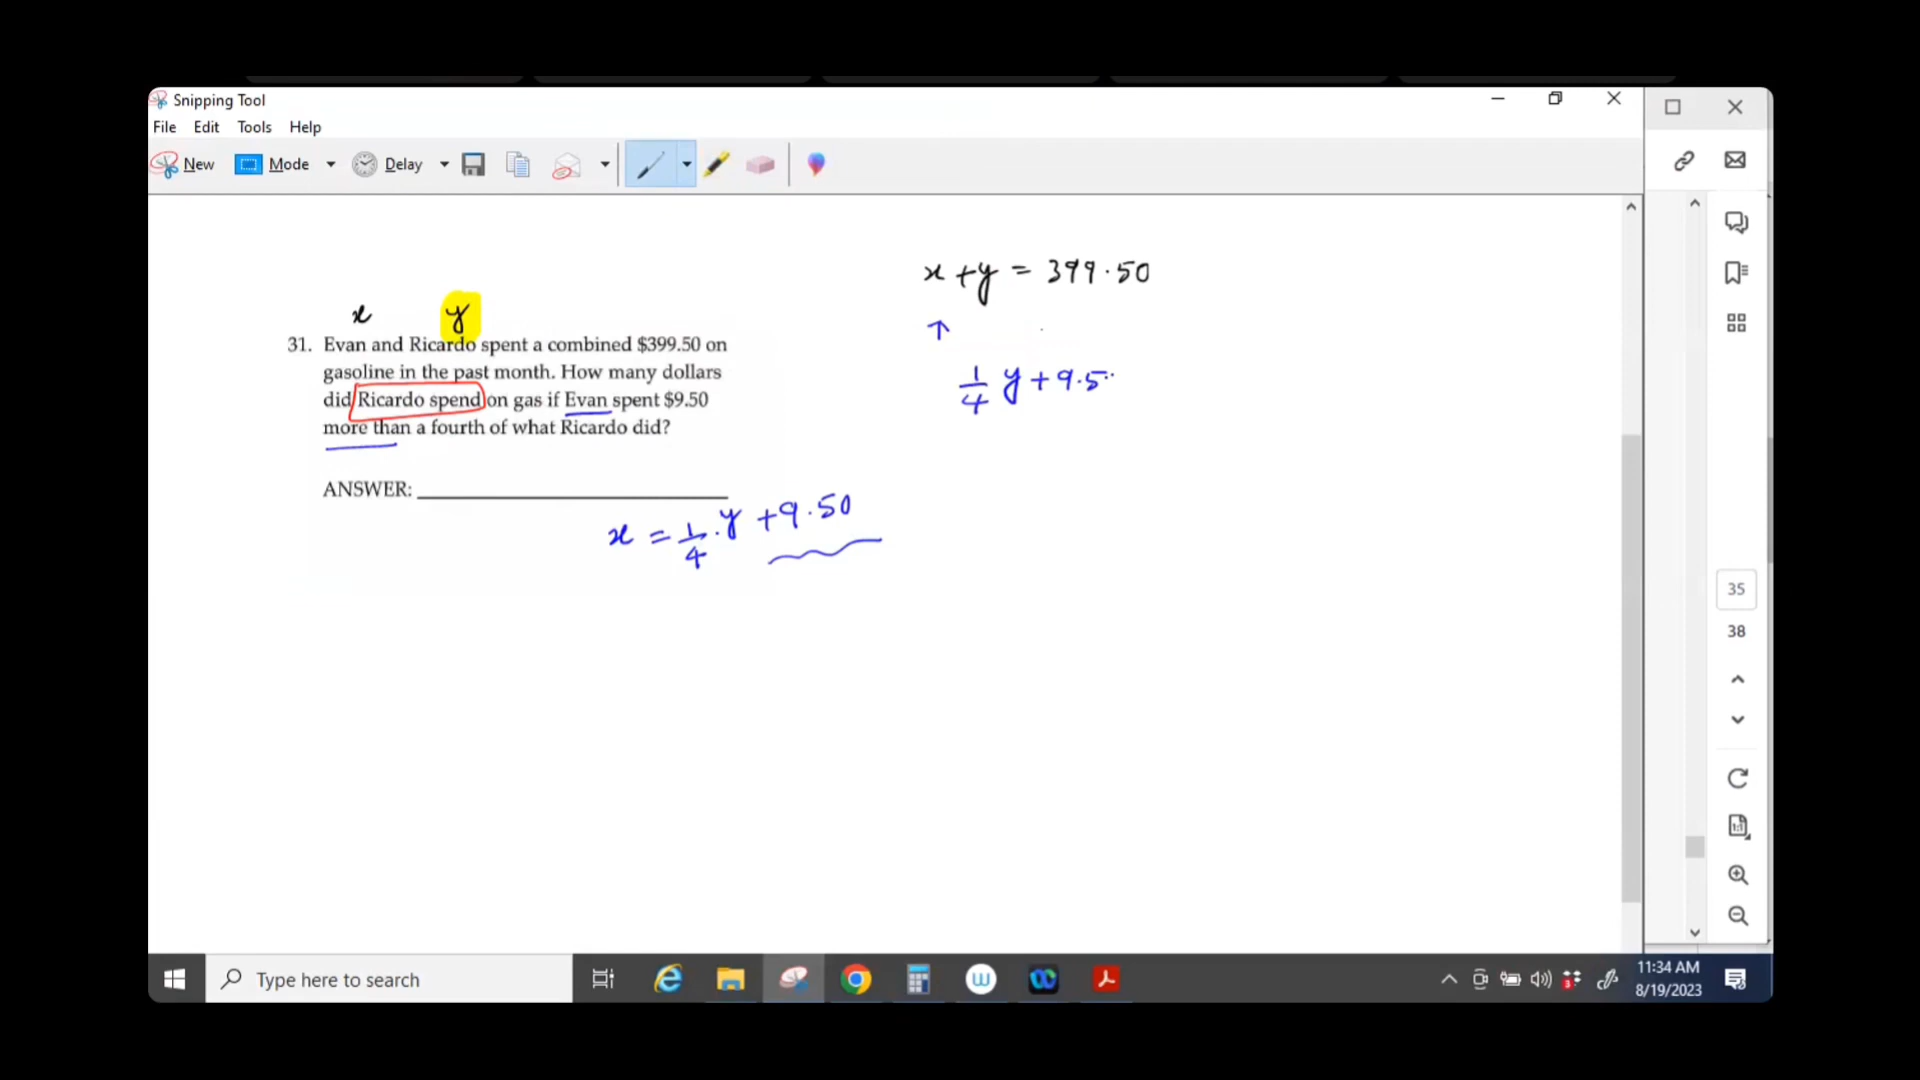 Snipping Tool
File Edit Tools Help
New Mode Delay
x + y = 399.50
x y
↑
31. Evan and Ricardo spent a combined $399.50 on
gasoline in the past month. How many dollars
did Ricardo spend on gas if Evan spent $9.50
more than a fourth of what Ricardo did?
1/4 y + 9.5
ANSWER:
x = 1/4 . y + 9.50
35
38
Type here to search
11:34 AM
8/19/2023